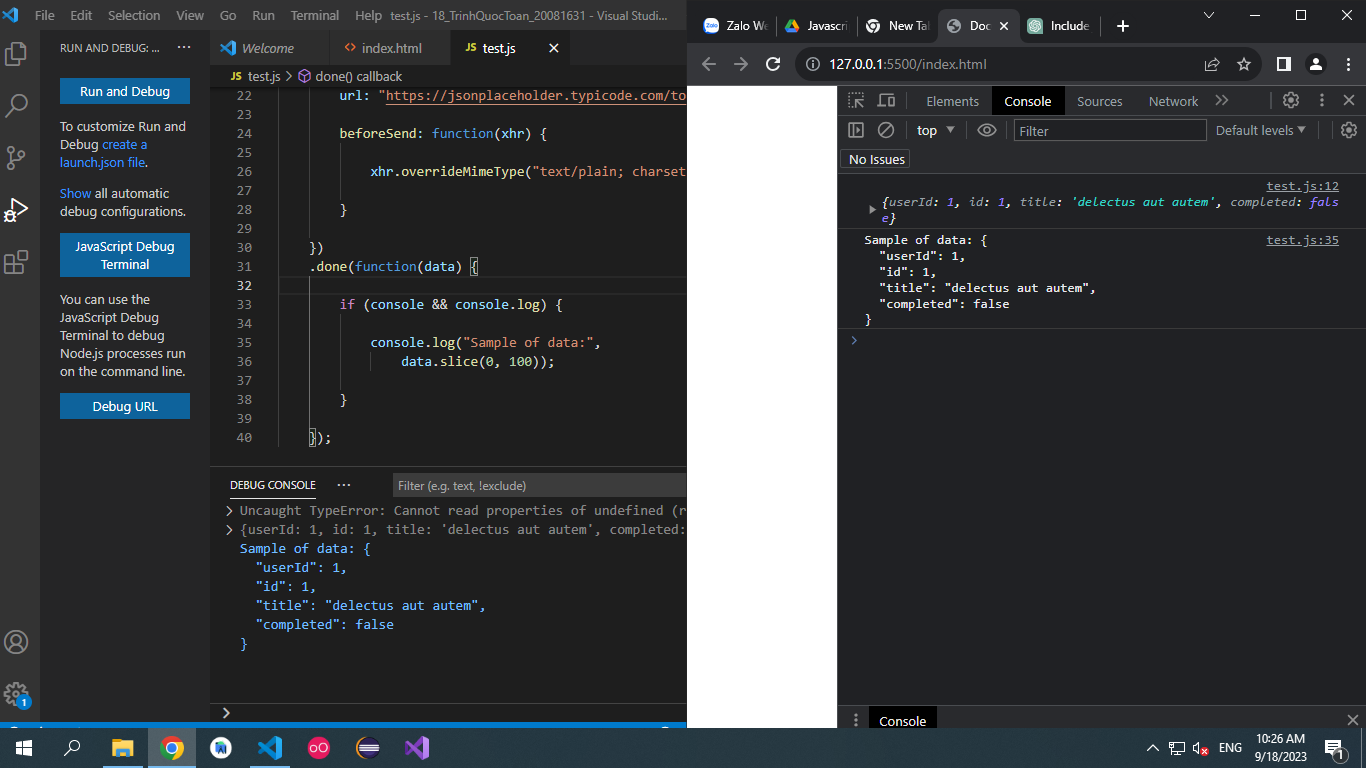 File Edit Selection View Go Run Terminal Help test.js - 18_TrinhQuocToan_20081631 - Visual Studi...
RUN AND DEBUG: ...
Run and Debug
To customize Run and
Debug create a
launch.json file.
Show all automatic
debug configurations.
JavaScript Debug
Terminal
You can use the
JavaScript Debug
Terminal to debug
Node.js processes run
on the command line.
Debug URL
1
Welcome index.html JS test.js
JS test.js > done() callback
22 url: "https://jsonplaceholder.typicode.com/to
23
24 beforeSend: function(xhr) {
25
26 xhr.overrideMimeType("text/plain; charset
27
28 }
29
30 })
31 .done(function(data) {
32
33 if (console && console.log) {
34
35 console.log("Sample of data:",
36 data.slice(0, 100));
37
38 }
39
40 });
DEBUG CONSOLE ... Filter (e.g. text, !exclude)
> Uncaught TypeError: Cannot read properties of undefined (r
> {userId: 1, id: 1, title: 'delectus aut autem', completed:
Sample of data: {
"userId": 1,
"id": 1,
"title": "delectus aut autem",
"completed": false
}
>
Zalo We Javascri New Tab Doc Include
127.0.0.1:5500/index.html
Elements Console Sources Network
top Filter Default levels
No Issues
test.js:12
{userId: 1, id: 1, title: 'delectus aut autem', completed: fals
e}
Sample of data: { test.js:35
"userId": 1,
"id": 1,
"title": "delectus aut autem",
"completed": false
}
>
Console
ENG 10:26 AM
9/18/2023
1